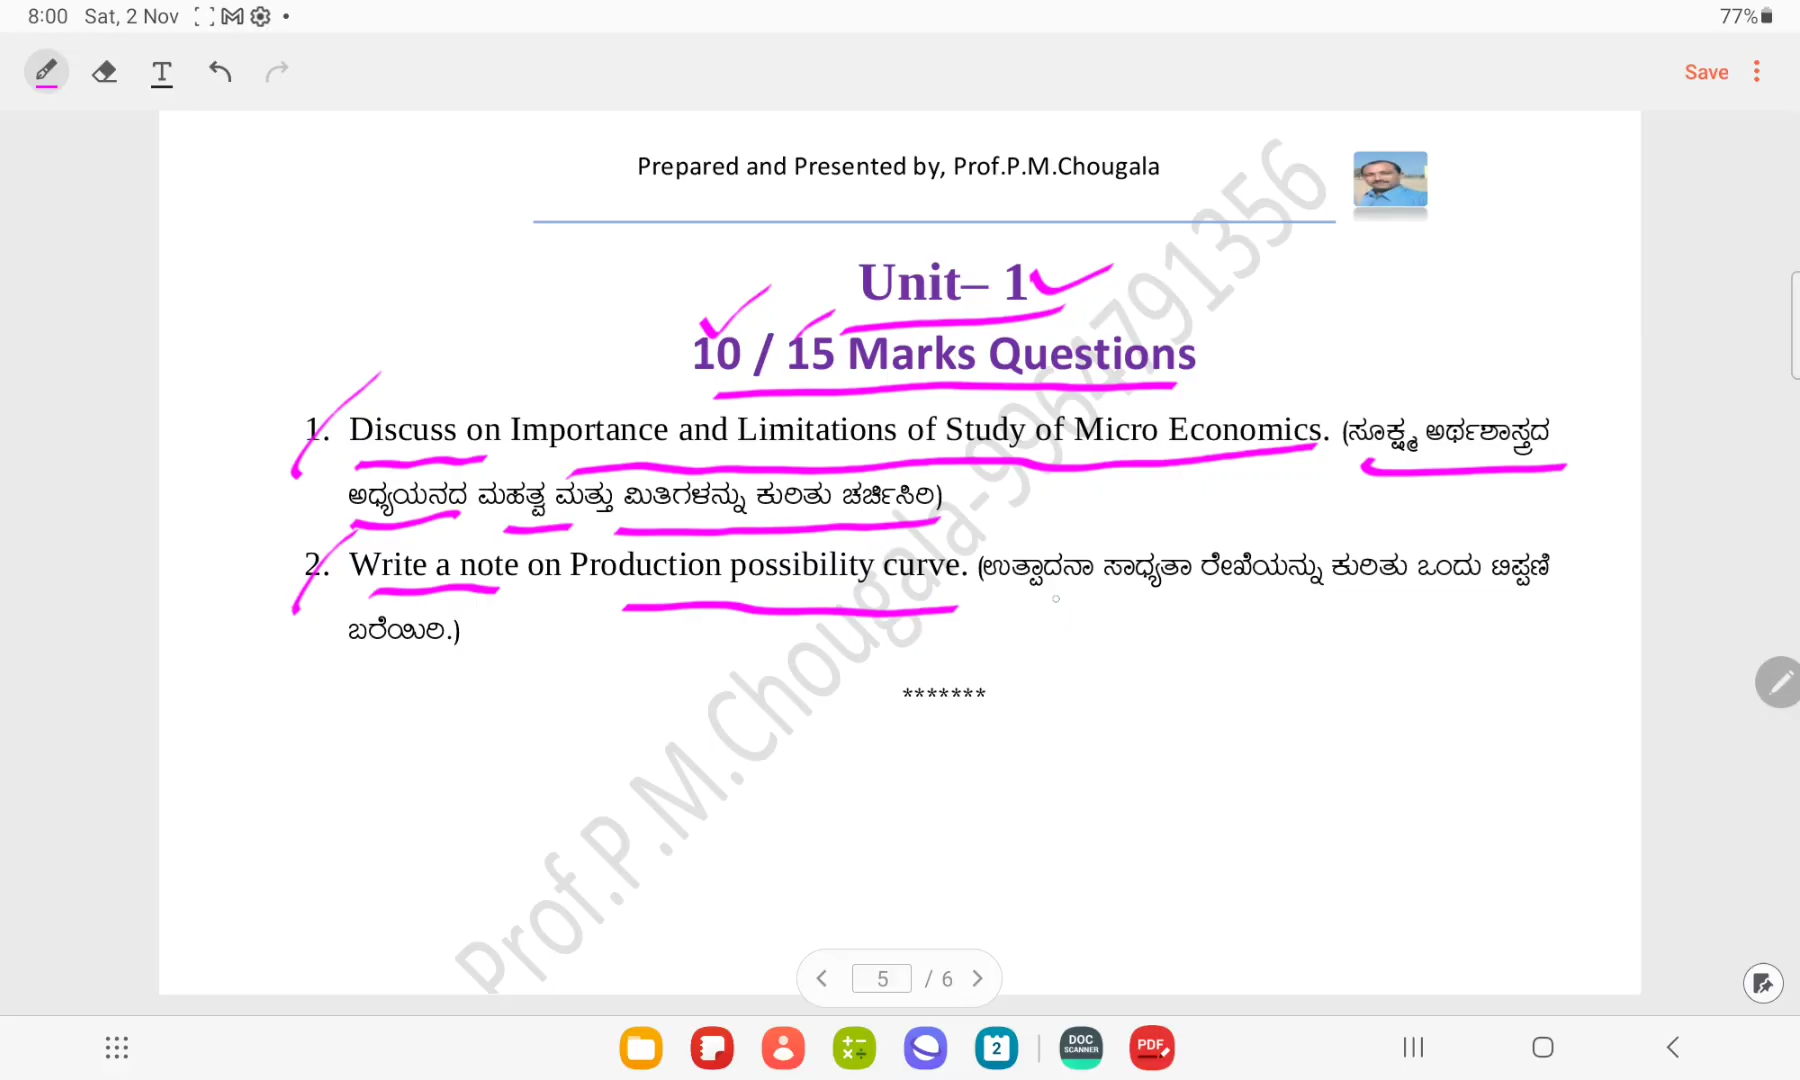 8:00 Sat, 2 Nov
77%
Save
Prepared and Presented by, Prof.P.M.Chougala
Unit– 1
10 / 15 Marks Questions
1. Discuss on Importance and Limitations of Study of Micro Economics. (ಸೂಕ್ಷ್ಮ ಅರ್ಥಶಾಸ್ತ್ರದ
ಅಧ್ಯಯನದ ಮಹತ್ವ ಮತ್ತು ಮಿತಿಗಳನ್ನು ಕುರಿತು ಚರ್ಚಿಸಿರಿ)
2. Write a note on Production possibility curve. (ಉತ್ಪಾದನಾ ಸಾಧ್ಯತಾ ರೇಖೆಯನ್ನು ಕುರಿತು ಒಂದು ಟಿಪ್ಪಣಿ
ಬರೆಯಿರಿ.)
*******
Prof.P.M.Chougala-9964791356
5 / 6
2
DOC
SCANNER
PDF